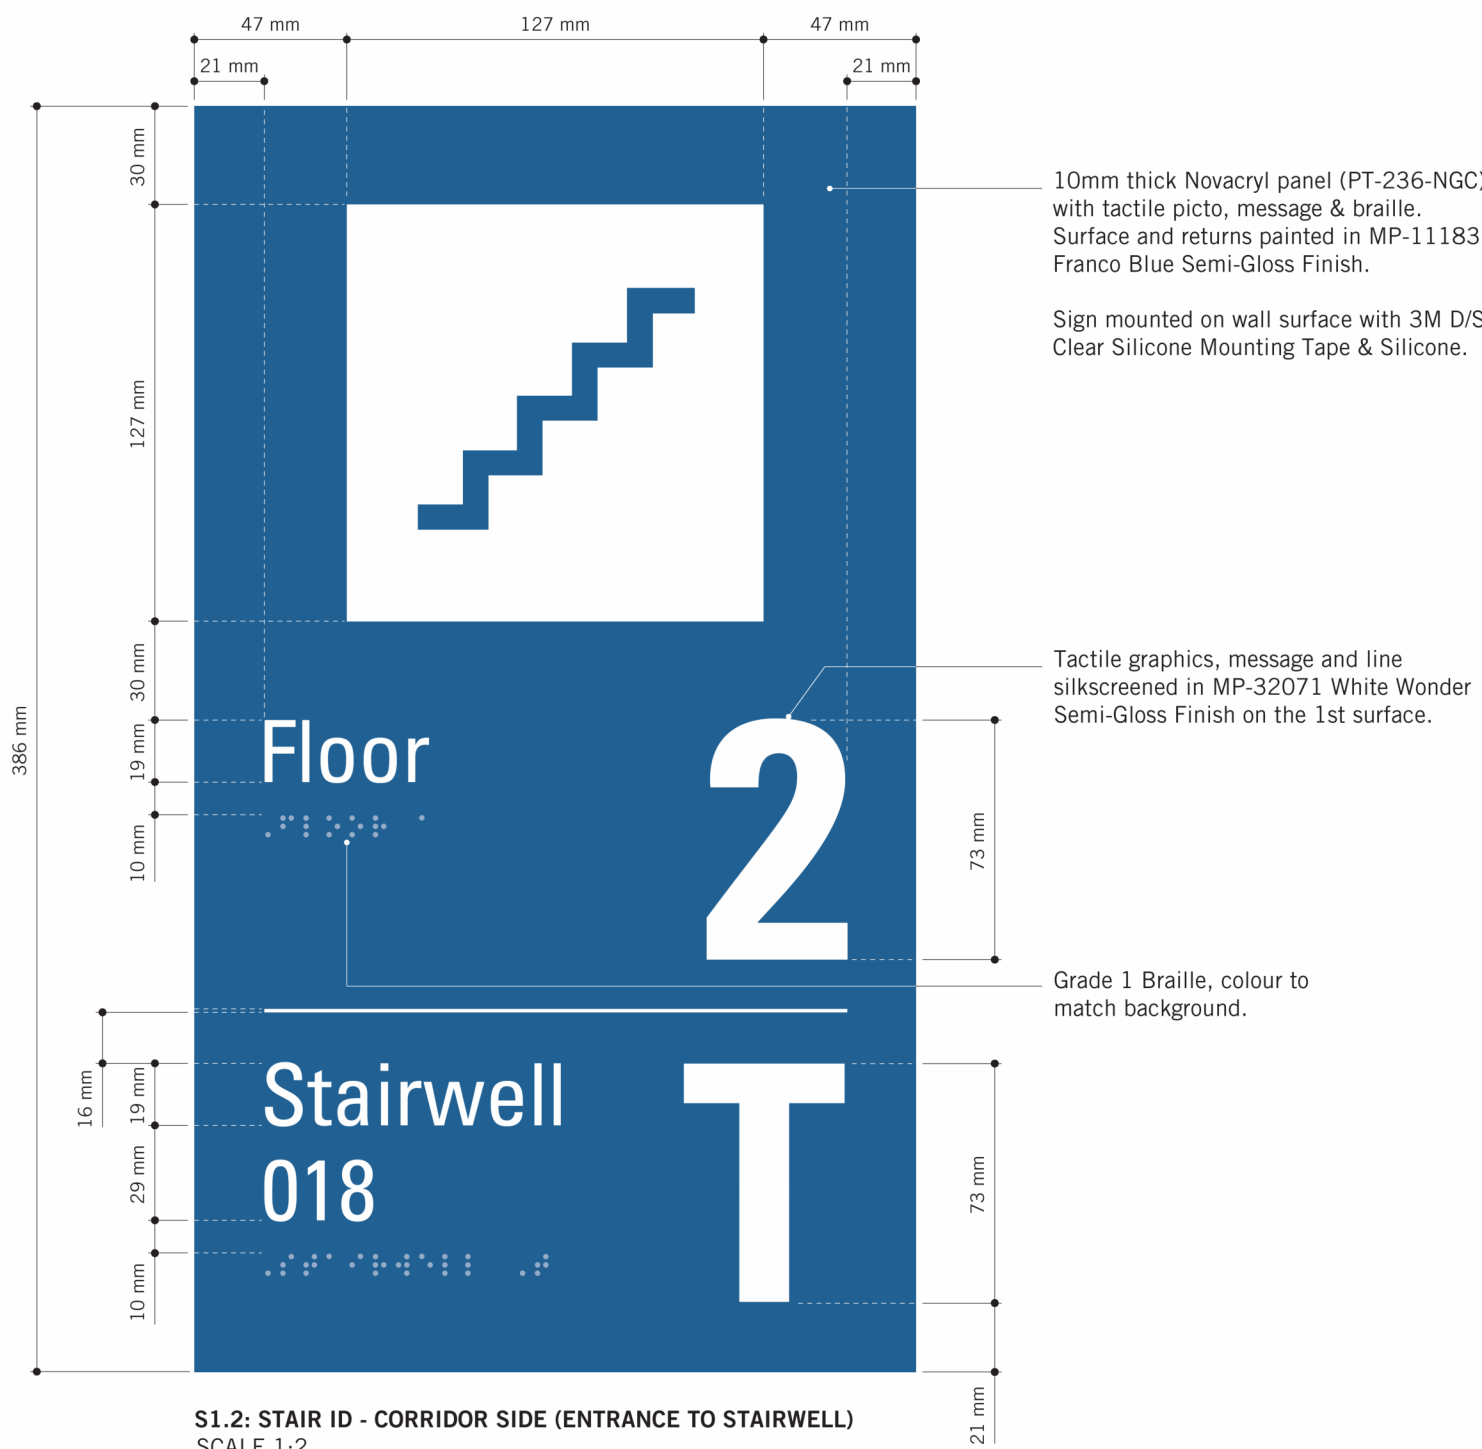 47 mm
127 mm
47 mm
21 mm
21 mm
30 mm
10mm thick Novacryl panel (PT-236-NGC)
with tactile picto, message & braille.
Surface and returns painted in MP-11183
Franco Blue Semi-Gloss Finish.
Sign mounted on wall surface with 3M D/S
Clear Silicone Mounting Tape & Silicone.
127 mm
30 mm
386 mm
19 mm
10 mm
Floor
2
Tactile graphics, message and line
silkscreened in MP-32071 White Wonder
Semi-Gloss Finish on the 1st surface.
73 mm
Grade 1 Braille, colour to
match background.
16 mm
19 mm
29 mm
10 mm
Stairwell
018
T
73 mm
21 mm
S1.2: STAIR ID - CORRIDOR SIDE (ENTRANCE TO STAIRWELL)
SCALE 1:2